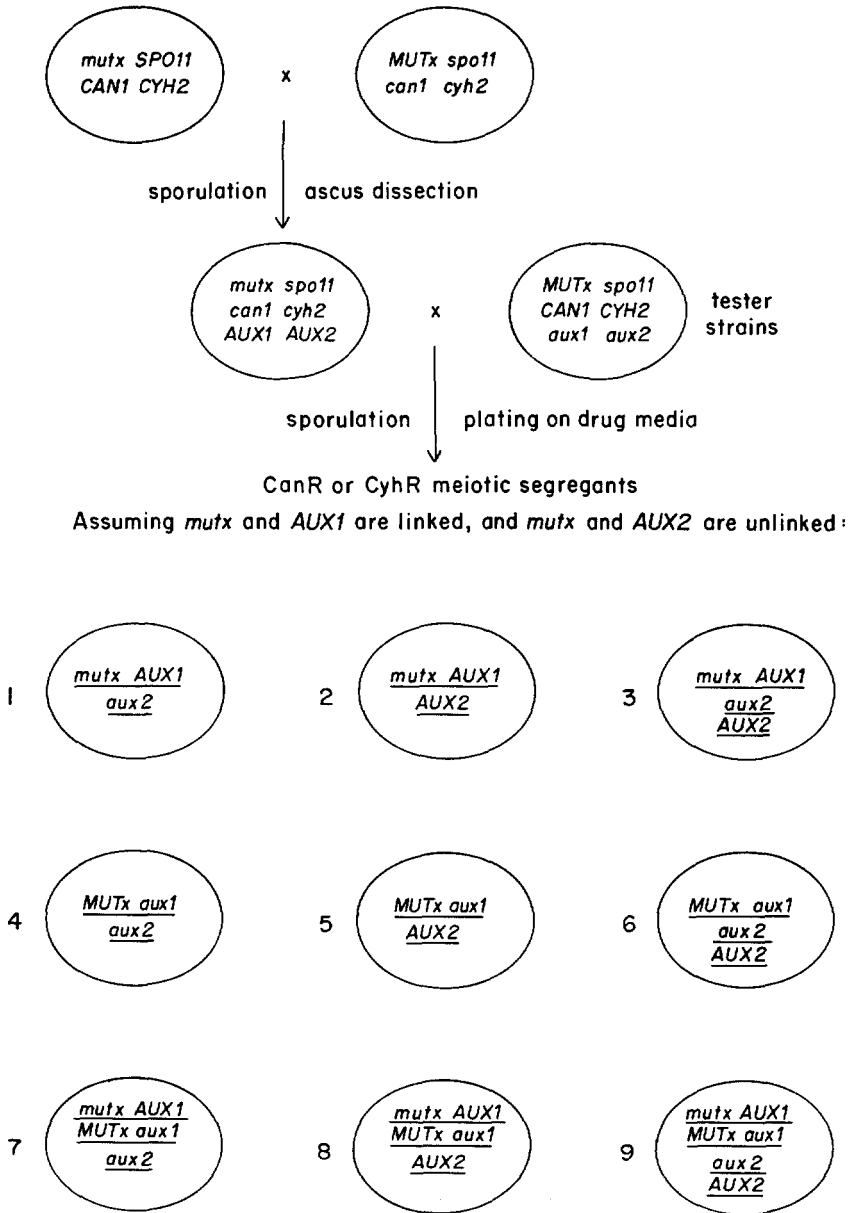 mutx SPO11
CAN1 CYH2
x
MUTx spo11
can1 cyh2
sporulation
ascus dissection
mutx spo11
can1 cyh2
AUX1 AUX2
x
MUTx spo11
CAN1 CYH2
aux1 aux2
tester
strains
sporulation
plating on drug media
CanR or CyhR meiotic segregants
Assuming mutx and AUX1 are linked, and mutx and AUX2 are unlinked:
1
mutx AUX1
aux2
2
mutx AUX1
AUX2
3
mutx AUX1
aux2
AUX2
4
MUTx aux1
aux2
5
MUTx aux1
AUX2
6
MUTx aux1
aux2
AUX2
7
mutx AUX1
MUTx aux1
aux2
8
mutx AUX1
MUTx aux1
AUX2
9
mutx AUX1
MUTx aux1
aux2
AUX2